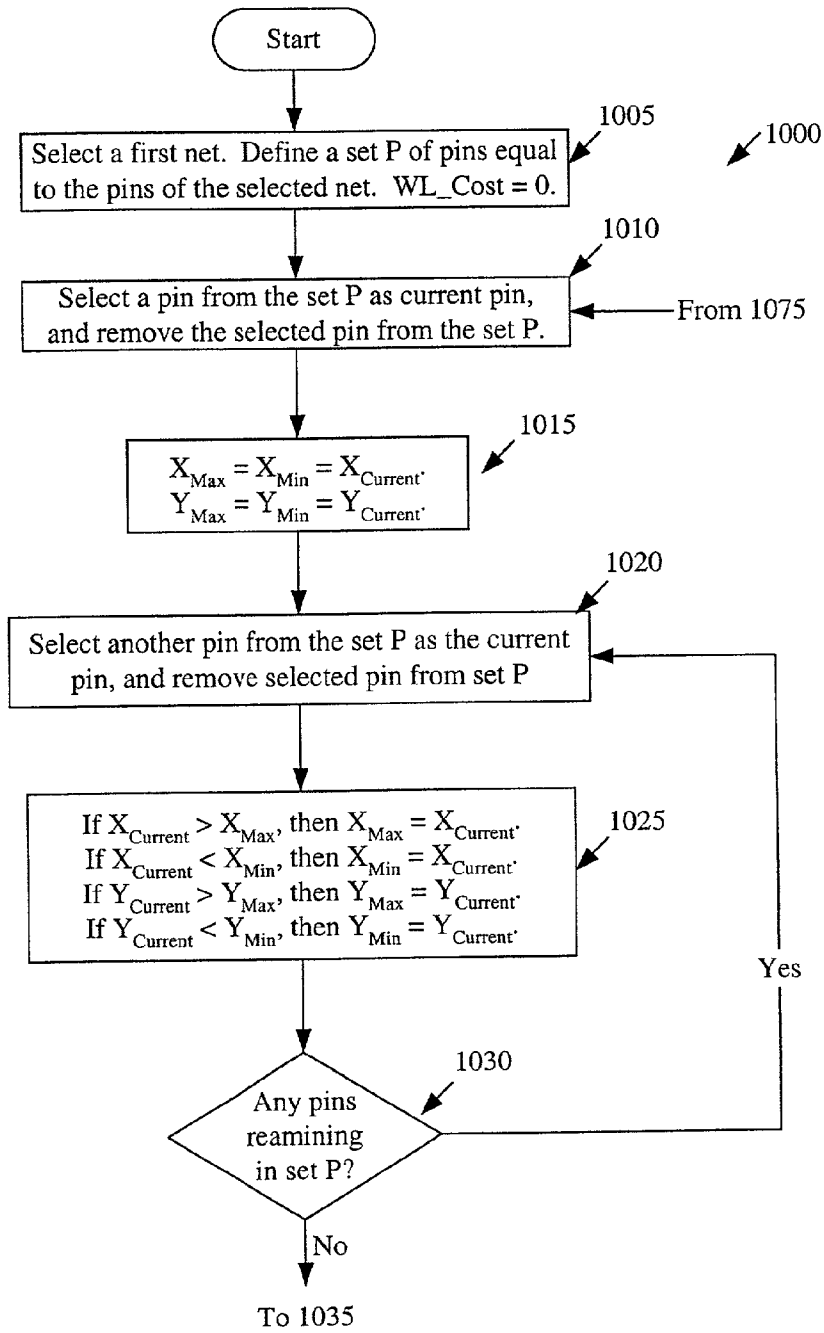 Start
1005
1000
Select a first net. Define a set P of pins equal
to the pins of the selected net. WL_Cost = 0.
1010
Select a pin from the set P as current pin,
and remove the selected pin from the set P.
From 1075
1015
X_Max = X_Min = X_Current.
Y_Max = Y_Min = Y_Current.
1020
Select another pin from the set P as the current
pin, and remove selected pin from set P
1025
If X_Current > X_Max, then X_Max = X_Current.
If X_Current < X_Min, then X_Min = X_Current.
If Y_Current > Y_Max, then Y_Max = Y_Current.
If Y_Current < Y_Min, then Y_Min = Y_Current.
Yes
1030
Any pins
reamining
in set P?
No
To 1035